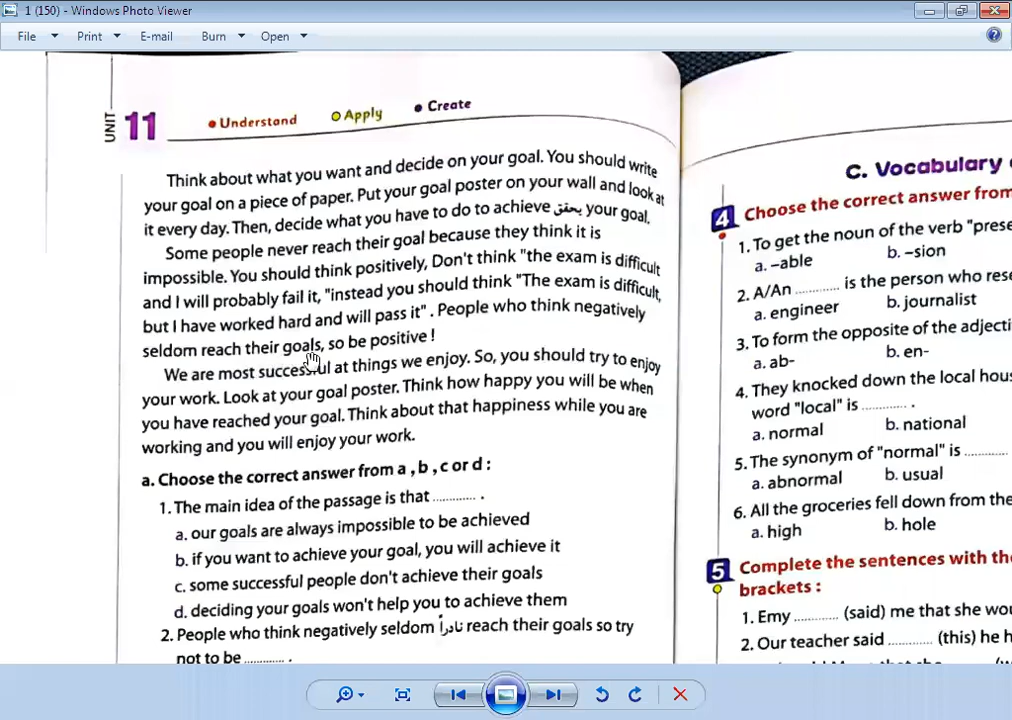 1 (150) - Windows Photo Viewer
File Print E-mail Burn Open
UNIT 11
Understand Apply Create
Think about what you want and decide on your goal. You should write
your goal on a piece of paper. Put your goal poster on your wall and look at
it every day. Then, decide what you have to do to achieve يحقق your goal.
Some people never reach their goal because they think it is
impossible. You should think positively, Don't think "the exam is difficult
and I will probably fail it, "instead you should think "The exam is difficult,
but I have worked hard and will pass it" . People who think negatively
seldom reach their goals, so be positive !
We are most successful at things we enjoy. So, you should try to enjoy
your work. Look at your goal poster. Think how happy you will be when
you have reached your goal. Think about that happiness while you are
working and you will enjoy your work.
a. Choose the correct answer from a , b , c or d :
1. The main idea of the passage is that ........... .
a. our goals are always impossible to be achieved
b. if you want to achieve your goal, you will achieve it
c. some successful people don't achieve their goals
d. deciding your goals won't help you to achieve them
2. People who think negatively seldom نادراً reach their goals so try
not to be ........... .
C. Vocabulary
4 Choose the correct answer from
1. To get the noun of the verb "prese
a. –able b. –sion
2. A/An ........... is the person who rese
a. engineer b. journalist
3. To form the opposite of the adjecti
a. ab- b. en-
4. They knocked down the local hou
word "local" is ........... .
a. normal b. national
5. The synonym of "normal" is ...........
a. abnormal b. usual
6. All the groceries fell down from the
a. high b. hole
5 Complete the sentences with the
brackets :
1. Emy ........... (said) me that she wou
2. Our teacher said ........... (this) he h